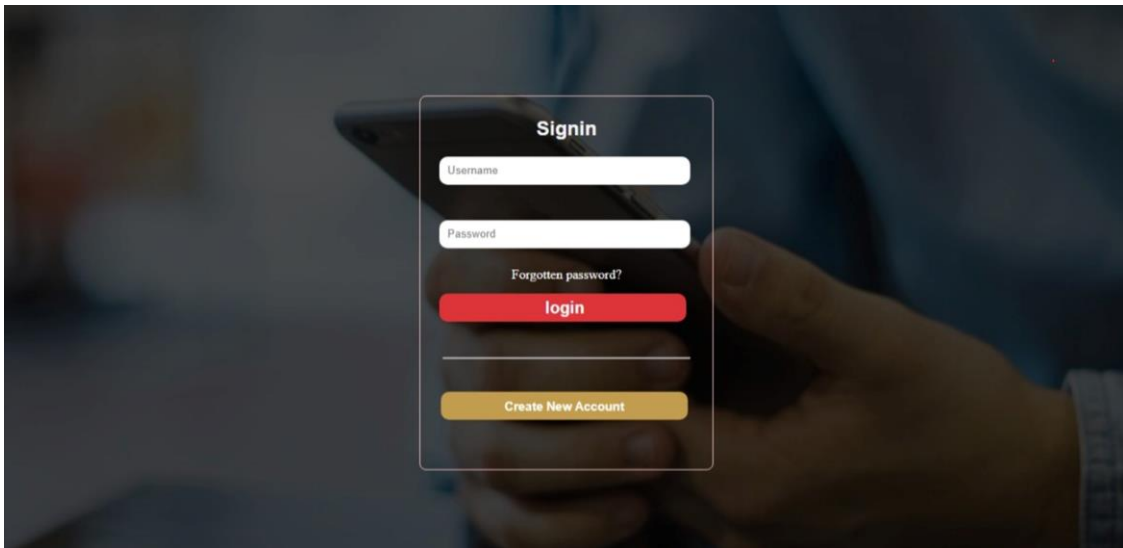 Signin
Username
Password
Forgotten password?
login
Create New Account